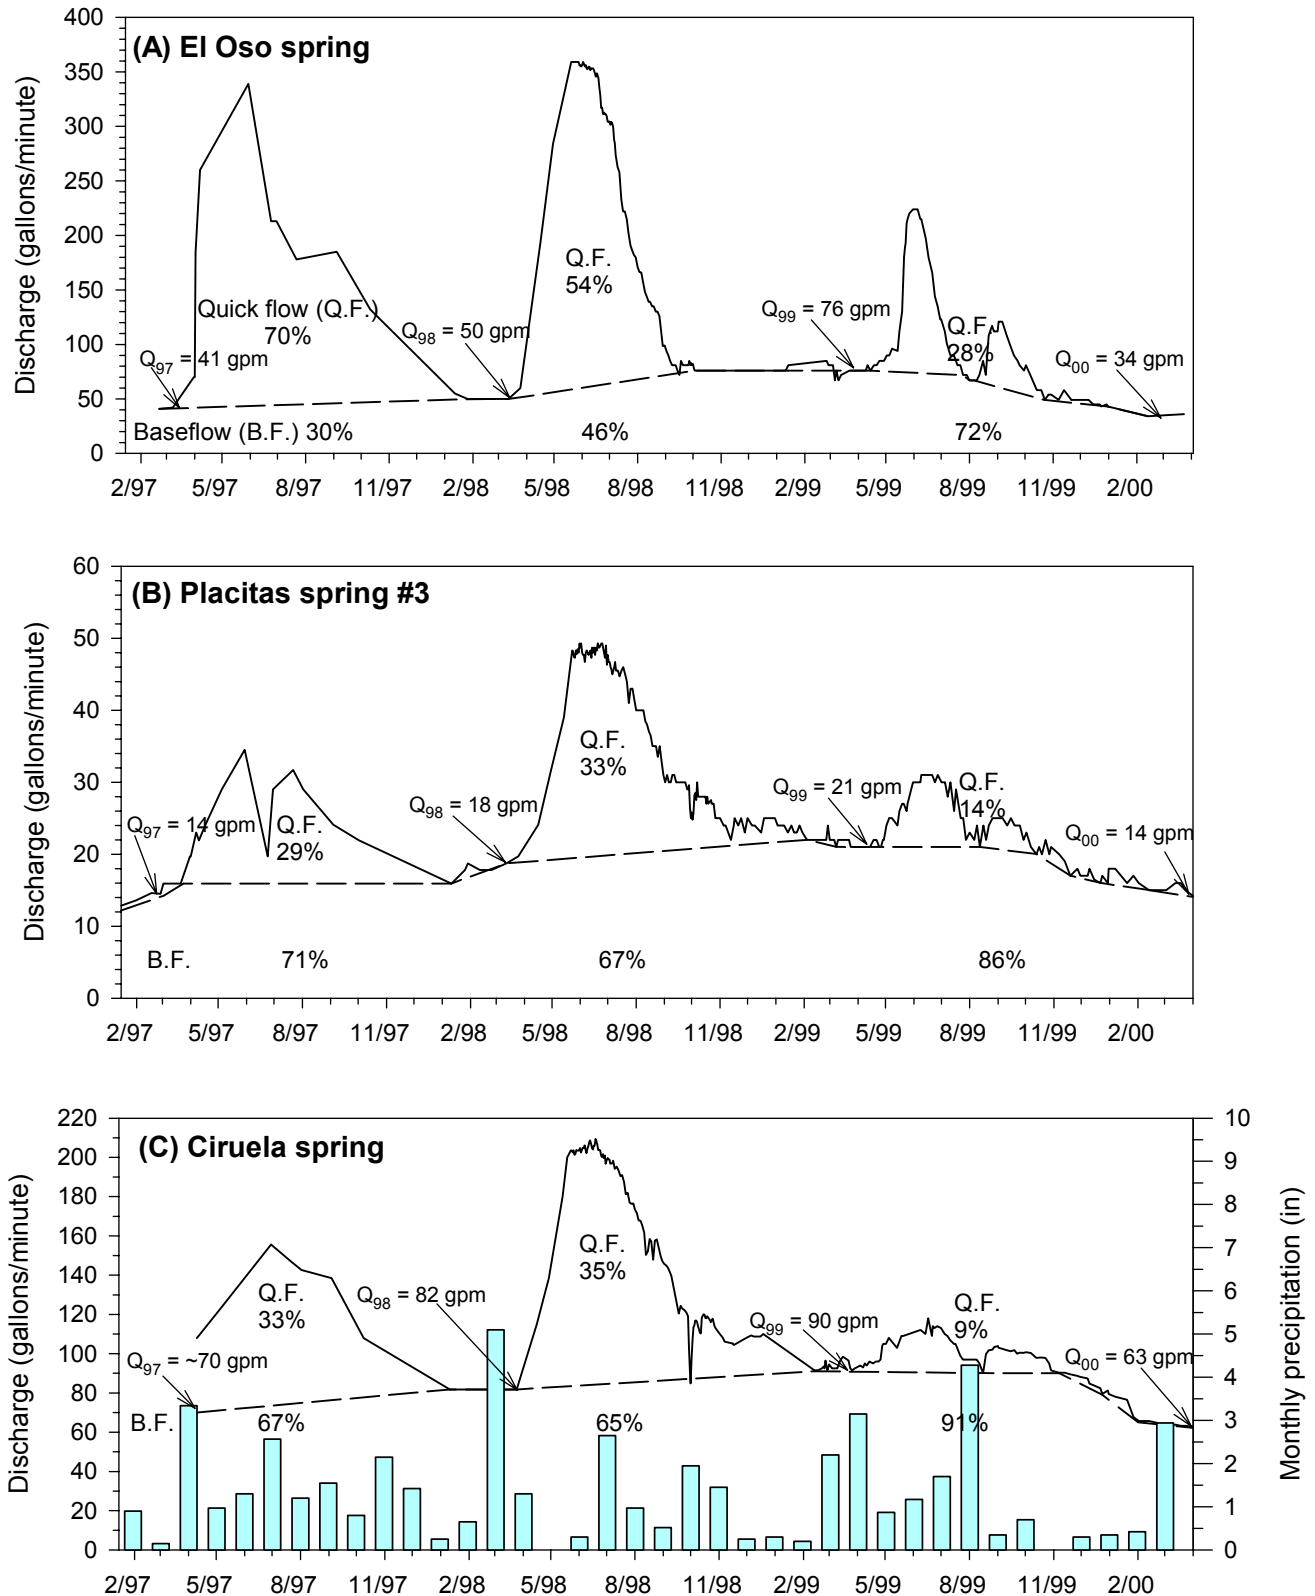 (A) El Oso spring
Discharge (gallons/minute)
400
350
300
250
200
150
100
50
0
Q97 = 41 gpm
Quick flow (Q.F.)
70%
Q98 = 50 gpm
Q.F.
54%
Q99 = 76 gpm
Q.F.
28%
Q00 = 34 gpm
Baseflow (B.F.) 30%
46%
72%
2/97 5/97 8/97 11/97 2/98 5/98 8/98 11/98 2/99 5/99 8/99 11/99 2/00
(B) Placitas spring #3
Discharge (gallons/minute)
60
50
40
30
20
10
0
Q97 = 14 gpm
Q.F.
29%
Q98 = 18 gpm
Q.F.
33%
Q99 = 21 gpm
Q.F.
14%
Q00 = 14 gpm
B.F.
71%
67%
86%
2/97 5/97 8/97 11/97 2/98 5/98 8/98 11/98 2/99 5/99 8/99 11/99 2/00
(C) Ciruela spring
Discharge (gallons/minute)
220
200
180
160
140
120
100
80
60
40
20
0
Q97 = ~70 gpm
Q.F.
33%
Q98 = 82 gpm
Q.F.
35%
Q99 = 90 gpm
Q.F.
9%
Q00 = 63 gpm
B.F.
67%
65%
91%
10
9
8
7
6
5
4
3
2
1
0
Monthly precipitation (in)
2/97 5/97 8/97 11/97 2/98 5/98 8/98 11/98 2/99 5/99 8/99 11/99 2/00